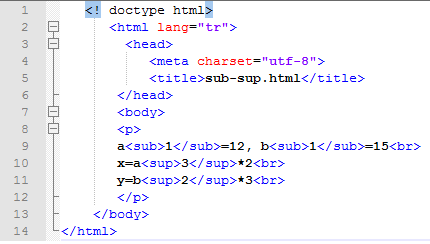 1 <! doctype html>
2 <html lang="tr">
3 <head>
4 <meta charset="utf-8">
5 <title>sub-sup.html</title>
6 </head>
7 <body>
8 <p>
9 a<sub>1</sub>=12, b<sub>1</sub>=15<br>
10 x=a<sup>3</sup>*2<br>
11 y=b<sup>2</sup>*3<br>
12 </p>
13 </body>
14 </html>